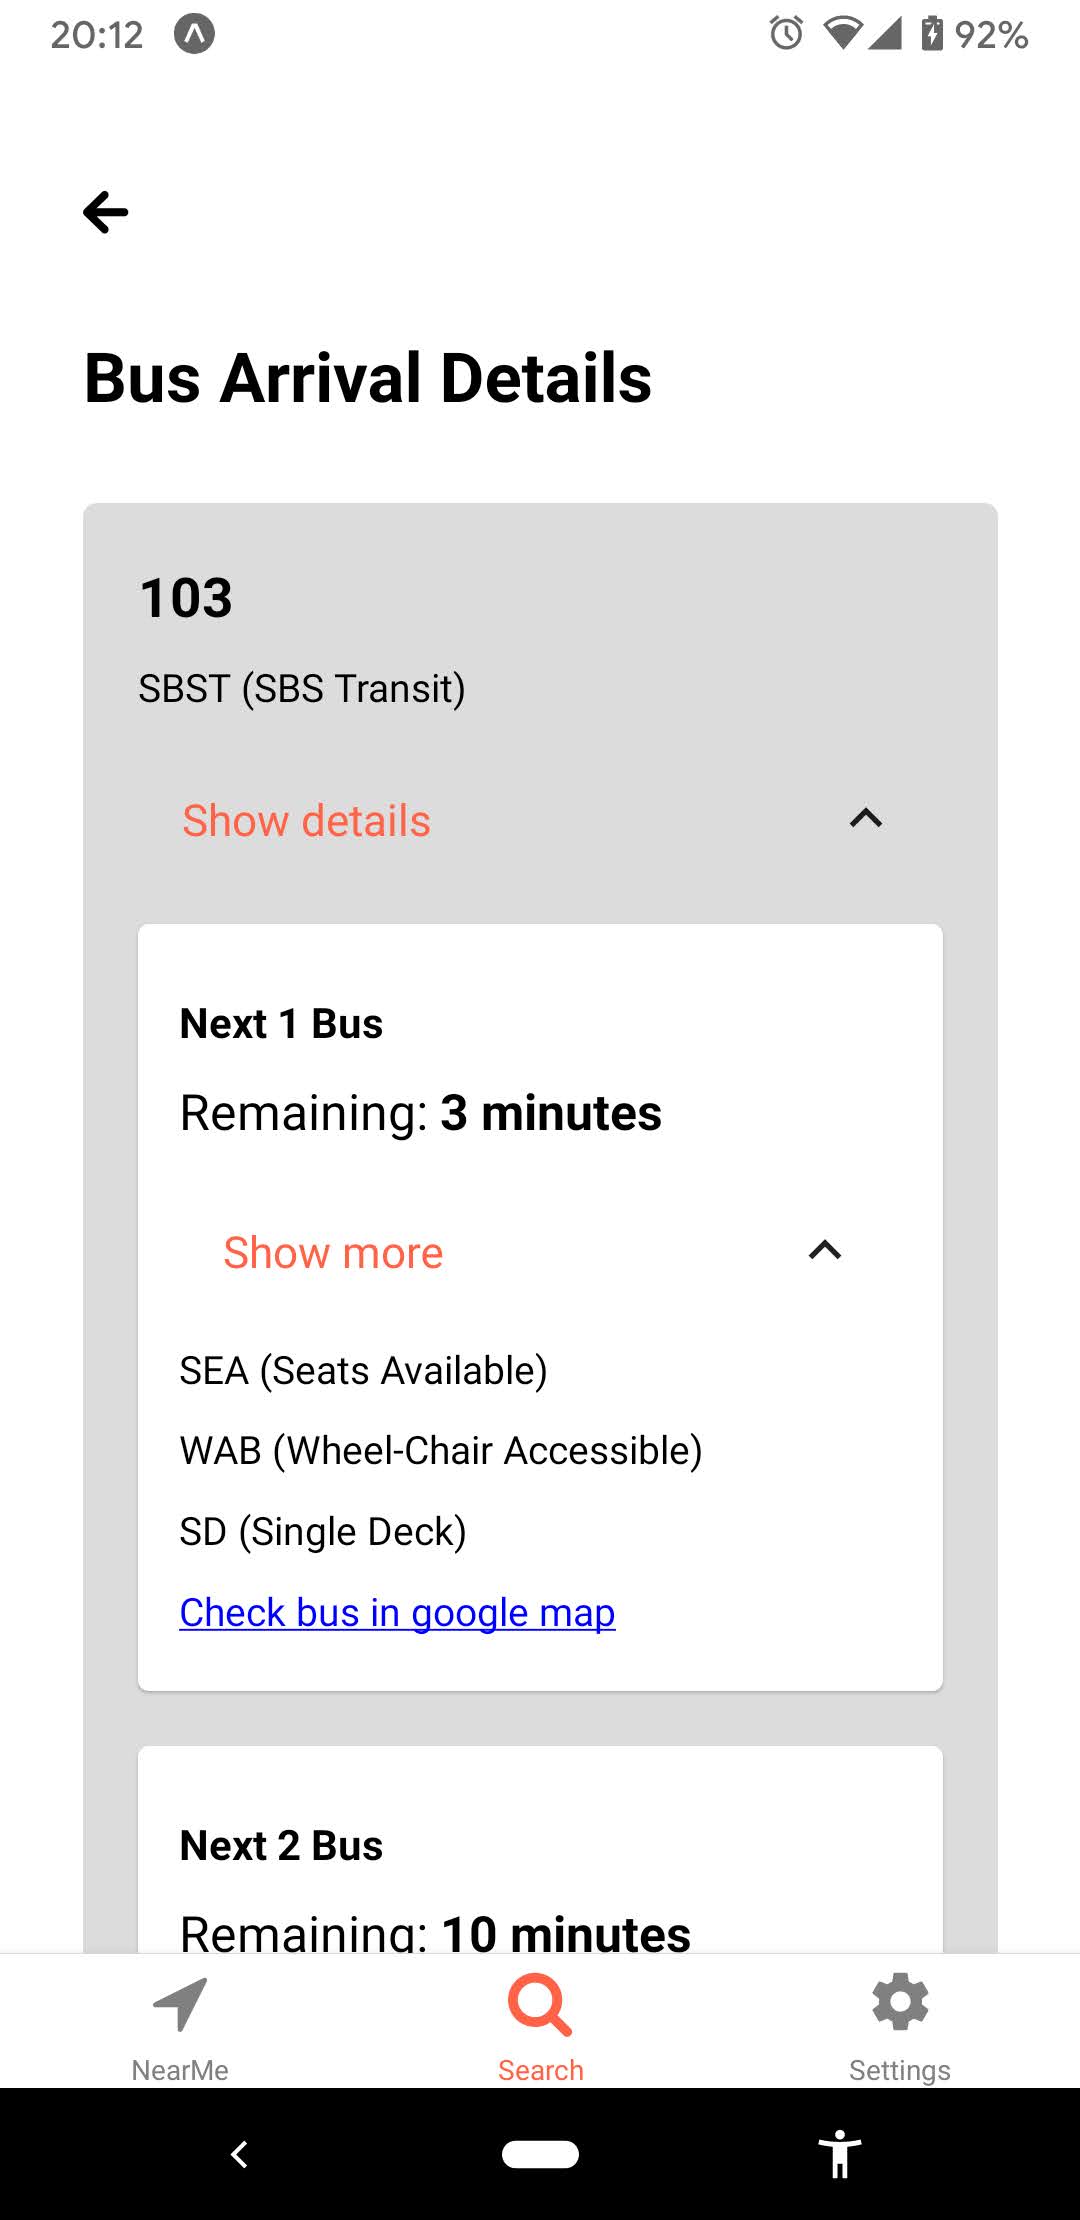 20:12
92%
Bus Arrival Details
103
SBST (SBS Transit)
Show details
Next 1 Bus
Remaining: 3 minutes
Show more
SEA (Seats Available)
WAB (Wheel-Chair Accessible)
SD (Single Deck)
Check bus in google map
Next 2 Bus
Remaining: 10 minutes
NearMe
Search
Settings